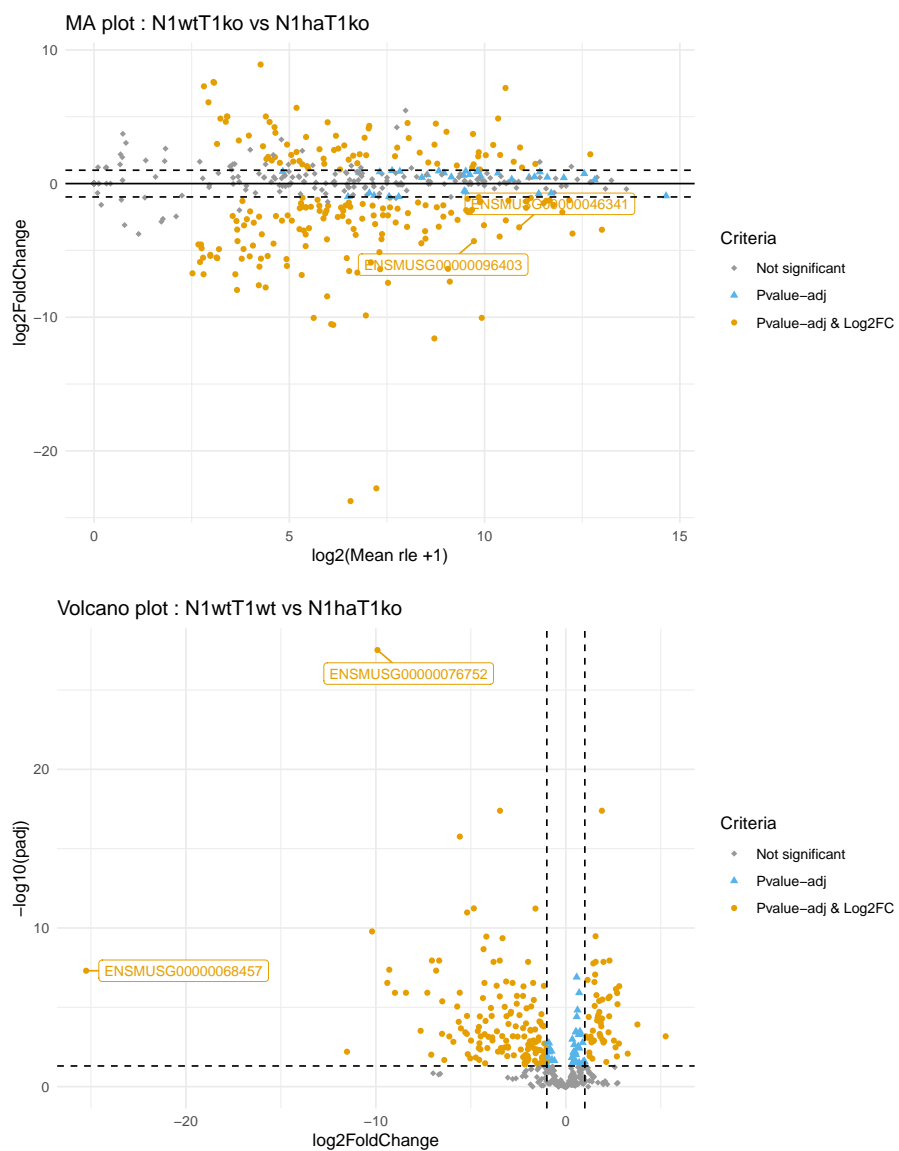 MA plot : N1wtT1ko vs N1haT1ko
10
0
−10
−20
log2FoldChange
ENSMUSG00000046341
ENSMUSG00000096403
0
5
10
15
log2(Mean rle +1)
Criteria
Not significant
Pvalue−adj
Pvalue−adj & Log2FC
Volcano plot : N1wtT1wt vs N1haT1ko
20
10
0
−log10(padj)
ENSMUSG00000076752
ENSMUSG00000068457
−20
−10
0
log2FoldChange
Criteria
Not significant
Pvalue−adj
Pvalue−adj & Log2FC